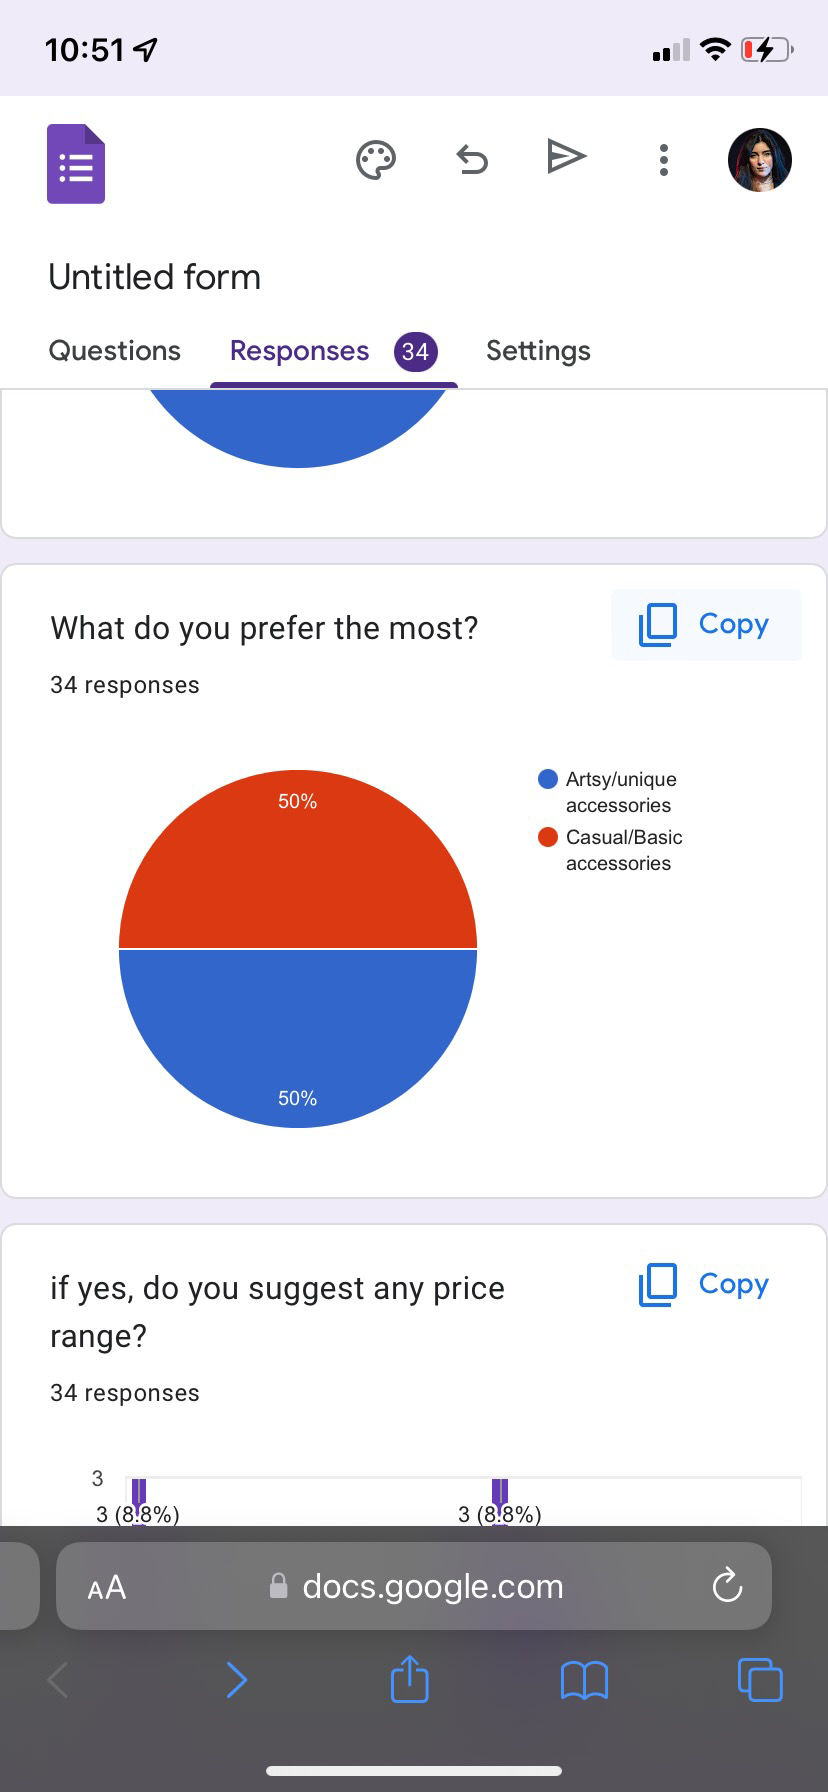 10:51
Untitled form
Questions Responses 34 Settings
What do you prefer the most?
Copy
34 responses
50%
50%
Artsy/unique
accessories
Casual/Basic
accessories
if yes, do you suggest any price
range?
Copy
34 responses
3
3 (8.8%) 3 (8.8%)
AA docs.google.com